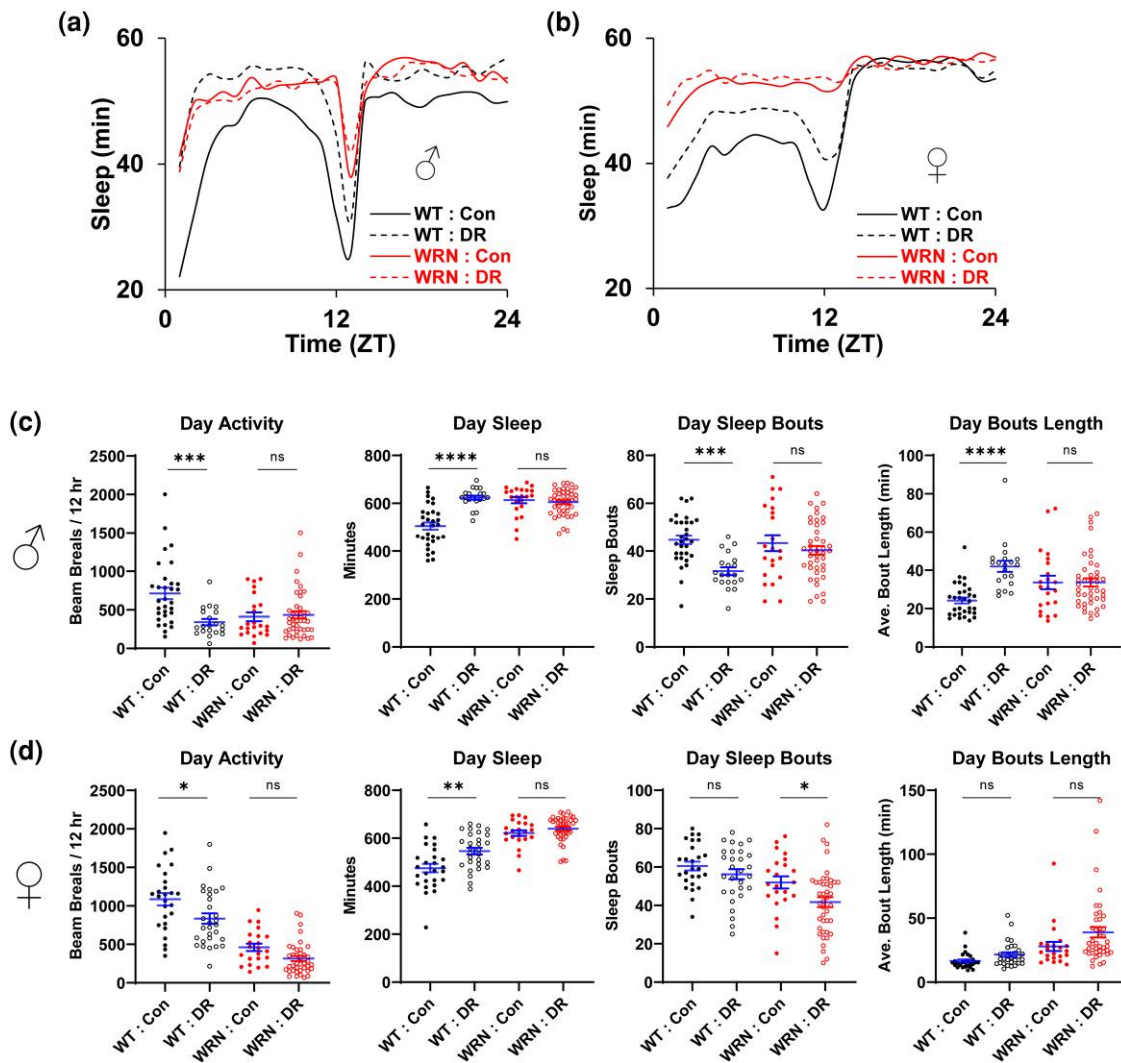 (a)
60
40
20
Sleep (min)
0
12
24
Time (ZT)
♂
WT : Con
WT : DR
WRN : Con
WRN : DR
(b)
60
40
20
Sleep (min)
0
12
24
Time (ZT)
♀
WT : Con
WT : DR
WRN : Con
WRN : DR
(c)
♂
Day Activity
Beam Breals / 12 hr
2500
2000
1500
1000
500
0
***
ns
WT : Con
WT : DR
WRN : Con
WRN : DR
Day Sleep
Minutes
800
600
400
200
0
****
ns
WT : Con
WT : DR
WRN : Con
WRN : DR
Day Sleep Bouts
Sleep Bouts
80
60
40
20
0
***
ns
WT : Con
WT : DR
WRN : Con
WRN : DR
Day Bouts Length
Ave. Bout Length (min)
100
80
60
40
20
0
****
ns
WT : Con
WT : DR
WRN : Con
WRN : DR
(d)
♀
Day Activity
Beam Breals / 12 hr
2500
2000
1500
1000
500
0
*
ns
WT : Con
WT : DR
WRN : Con
WRN : DR
Day Sleep
Minutes
800
600
400
200
0
**
ns
WT : Con
WT : DR
WRN : Con
WRN : DR
Day Sleep Bouts
Sleep Bouts
100
80
60
40
20
0
ns
*
WT : Con
WT : DR
WRN : Con
WRN : DR
Day Bouts Length
Ave. Bout Length (min)
150
100
50
0
ns
ns
WT : Con
WT : DR
WRN : Con
WRN : DR